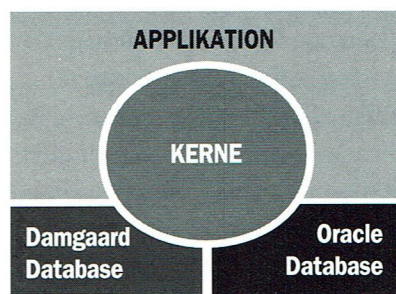 APPLIKATION
KERNE
Damgaard
Database
Oracle
Database